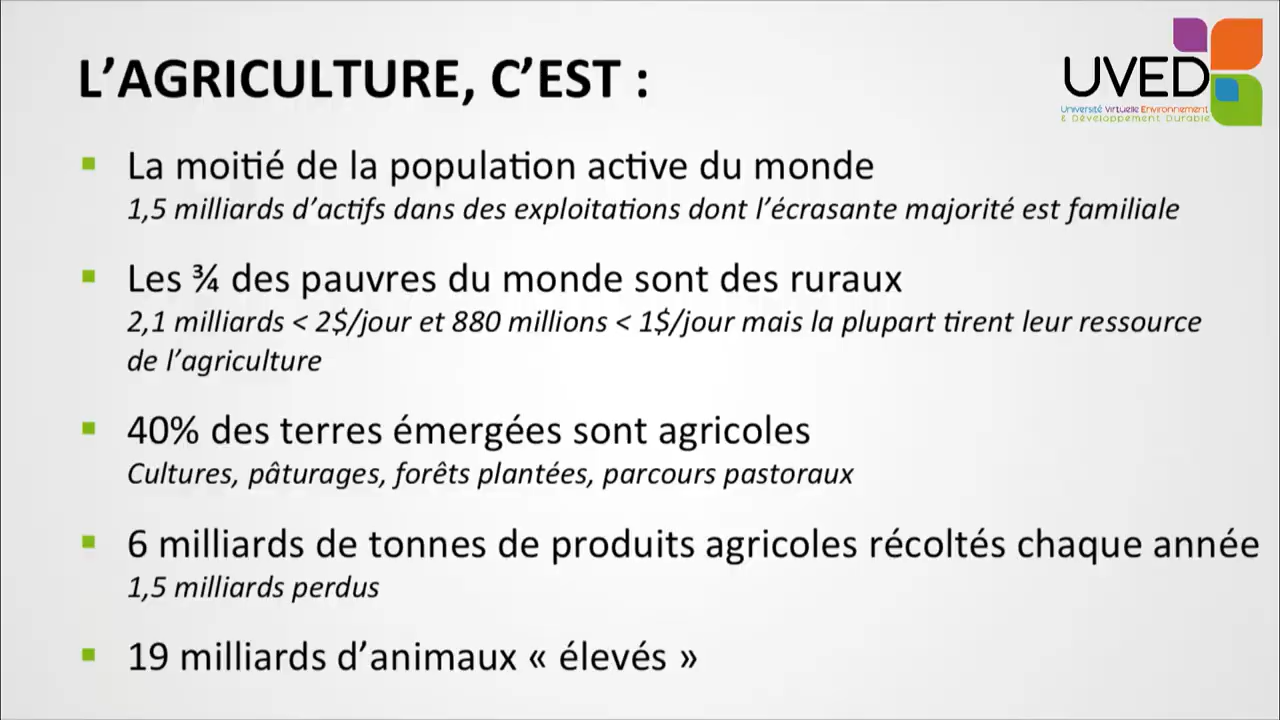 L’AGRICULTURE, C’EST :
UVED
Université Virtuelle Environnement
& Développement Durable
La moitié de la population active du monde
1,5 milliards d’actifs dans des exploitations dont l’écrasante majorité est familiale
Les ¾ des pauvres du monde sont des ruraux
2,1 milliards < 2$/jour et 880 millions < 1$/jour mais la plupart tirent leur ressource
de l’agriculture
40% des terres émergées sont agricoles
Cultures, pâturages, forêts plantées, parcours pastoraux
6 milliards de tonnes de produits agricoles récoltés chaque année
1,5 milliards perdus
19 milliards d’animaux « élevés »